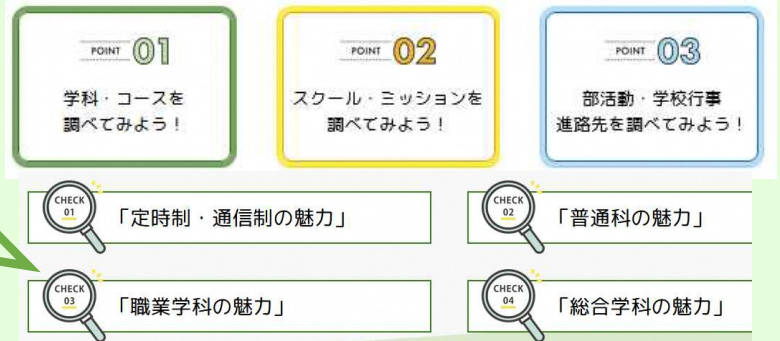 POINT 01
学科・コースを
調べてみよう！
POINT 02
スクール・ミッションを
調べてみよう！
POINT 03
部活動・学校行事
進路先を調べてみよう！
CHECK
01
「定時制・通信制の魅力」
CHECK
02
「普通科の魅力」
CHECK
03
「職業学科の魅力」
CHECK
04
「総合学科の魅力」